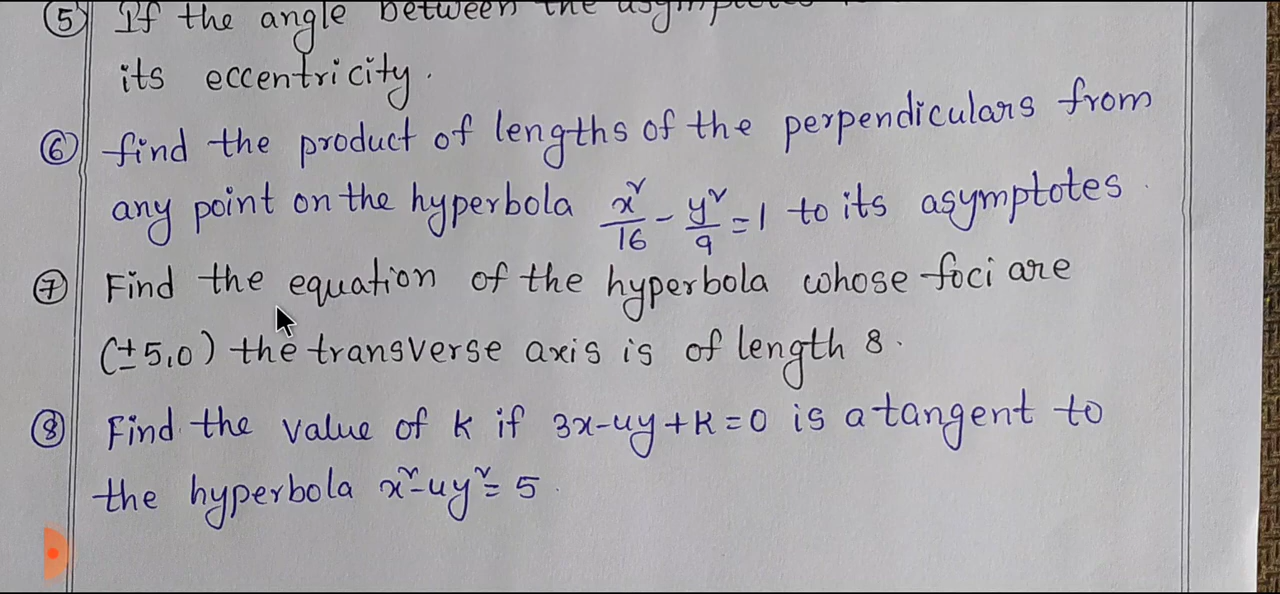 ⑤ If the angle between the
its eccentricity.
⑥ find the product of lengths of the perpendiculars from
any point on the hyperbola x²/16 - y²/9 = 1 to its asymptotes
⑦ Find the equation of the hyperbola whose foci are
(±5,0) the transverse axis is of length 8.
⑧ Find the value of k if 3x-4y+k=0 is a tangent to
the hyperbola x²-4y²= 5.